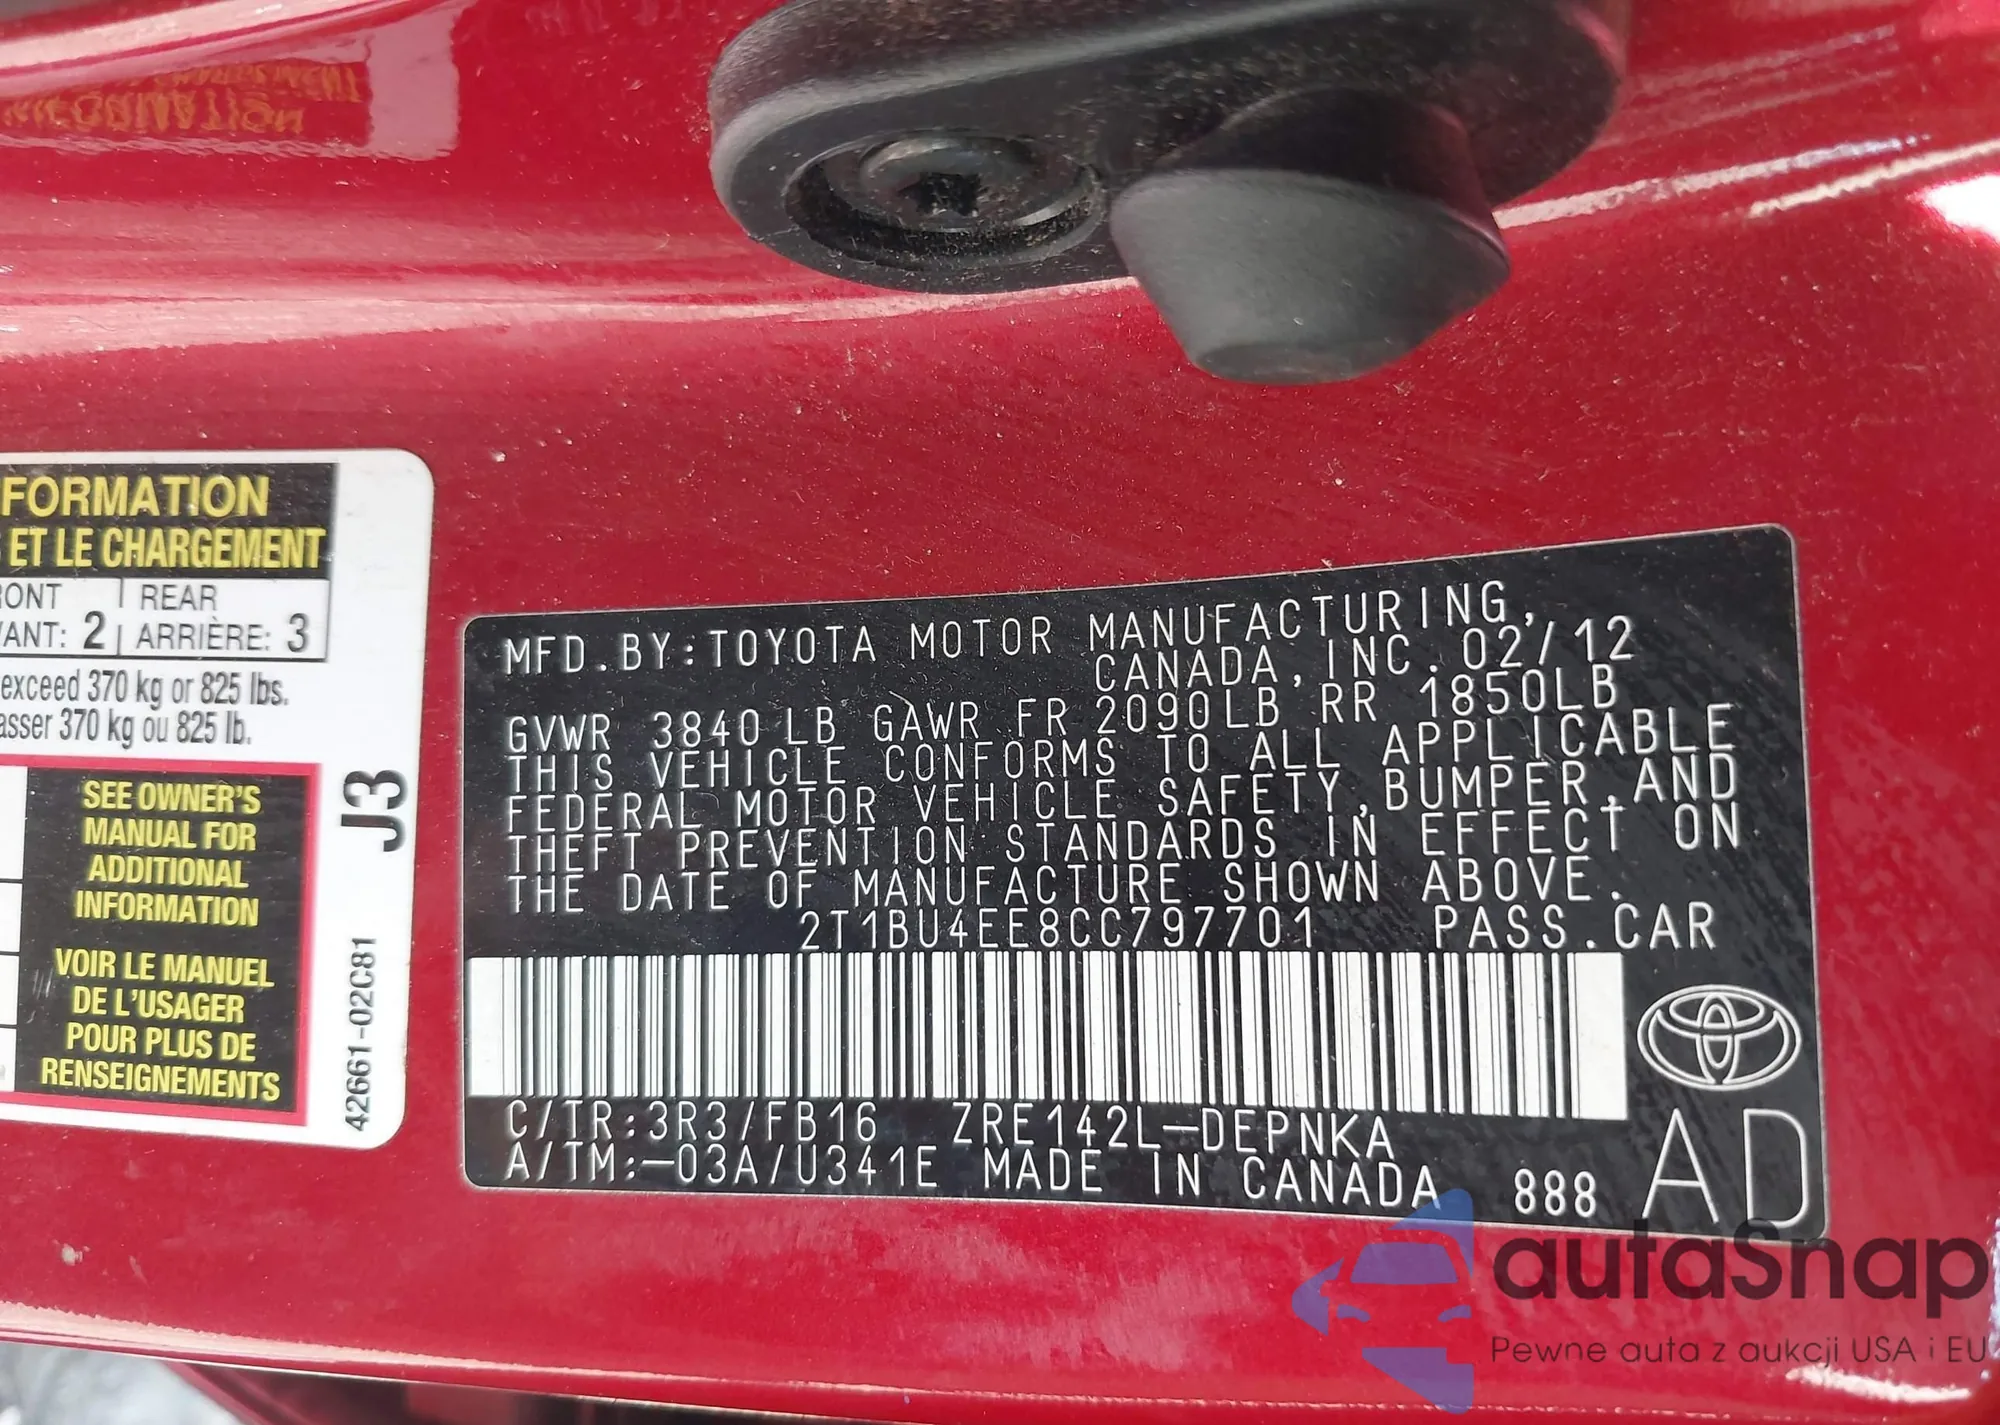 FORMATION
ET LE CHARGEMENT
RONT | REAR
VANT: 2 | ARRIÈRE: 3
exceed 370 kg or 825 lbs.
asser 370 kg ou 825 lb.
SEE OWNER'S
MANUAL FOR
ADDITIONAL
INFORMATION
VOIR LE MANUEL
DE L'USAGER
POUR PLUS DE
RENSEIGNEMENTS
J3
42661-02C81
MFD.BY:TOYOTA MOTOR MANUFACTURING,
CANADA,INC.02/12
GVWR 3840LB GAWR FR 2090LB RR 1850LB
THIS VEHICLE CONFORMS TO ALL APPLICABLE
FEDERAL MOTOR VEHICLE SAFETY,BUMPER,AND
THEFT PREVENTION STANDARDS IN EFFECT ON
THE DATE OF MANUFACTURE SHOWN ABOVE.
2T1BU4EE8CC797701 PASS.CAR
C/TR:3R3/FB16 ZRE142L-DEPNKA
A/TM:-03A/U341E MADE IN CANADA 888
AD
autaSnap
Pewne auta z aukcji USA i EU